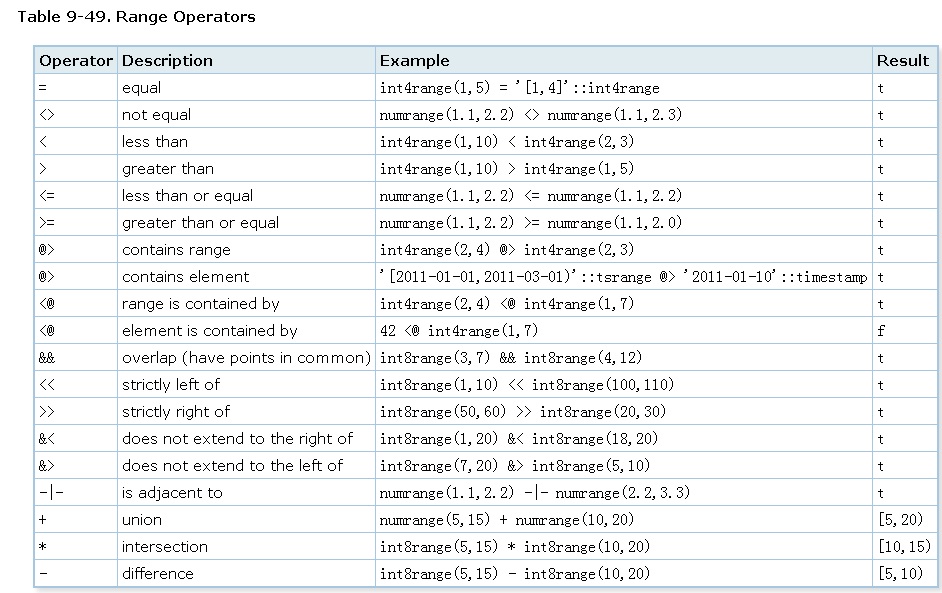 Table 9-49. Range Operators
Operator Description Example Result
= equal int4range(1,5) = '[1,4]'::int4range t
<> not equal numrange(1.1,2.2) <> numrange(1.1,2.3) t
< less than int4range(1,10) < int4range(2,3) t
> greater than int4range(1,10) > int4range(1,5) t
<= less than or equal numrange(1.1,2.2) <= numrange(1.1,2.2) t
>= greater than or equal numrange(1.1,2.2) >= numrange(1.1,2.0) t
@> contains range int4range(2,4) @> int4range(2,3) t
@> contains element '[2011-01-01,2011-03-01)'::tsrange @> '2011-01-10'::timestamp t
<@ range is contained by int4range(2,4) <@ int4range(1,7) t
<@ element is contained by 42 <@ int4range(1,7) f
&& overlap (have points in common) int8range(3,7) && int8range(4,12) t
<< strictly left of int8range(1,10) << int8range(100,110) t
>> strictly right of int8range(50,60) >> int8range(20,30) t
&< does not extend to the right of int8range(1,20) &< int8range(18,20) t
&> does not extend to the left of int8range(7,20) &> int8range(5,10) t
-|- is adjacent to numrange(1.1,2.2) -|- numrange(2.2,3.3) t
+ union numrange(5,15) + numrange(10,20) [5,20)
* intersection int8range(5,15) * int8range(10,20) [10,15)
- difference int8range(5,15) - int8range(10,20) [5,10)